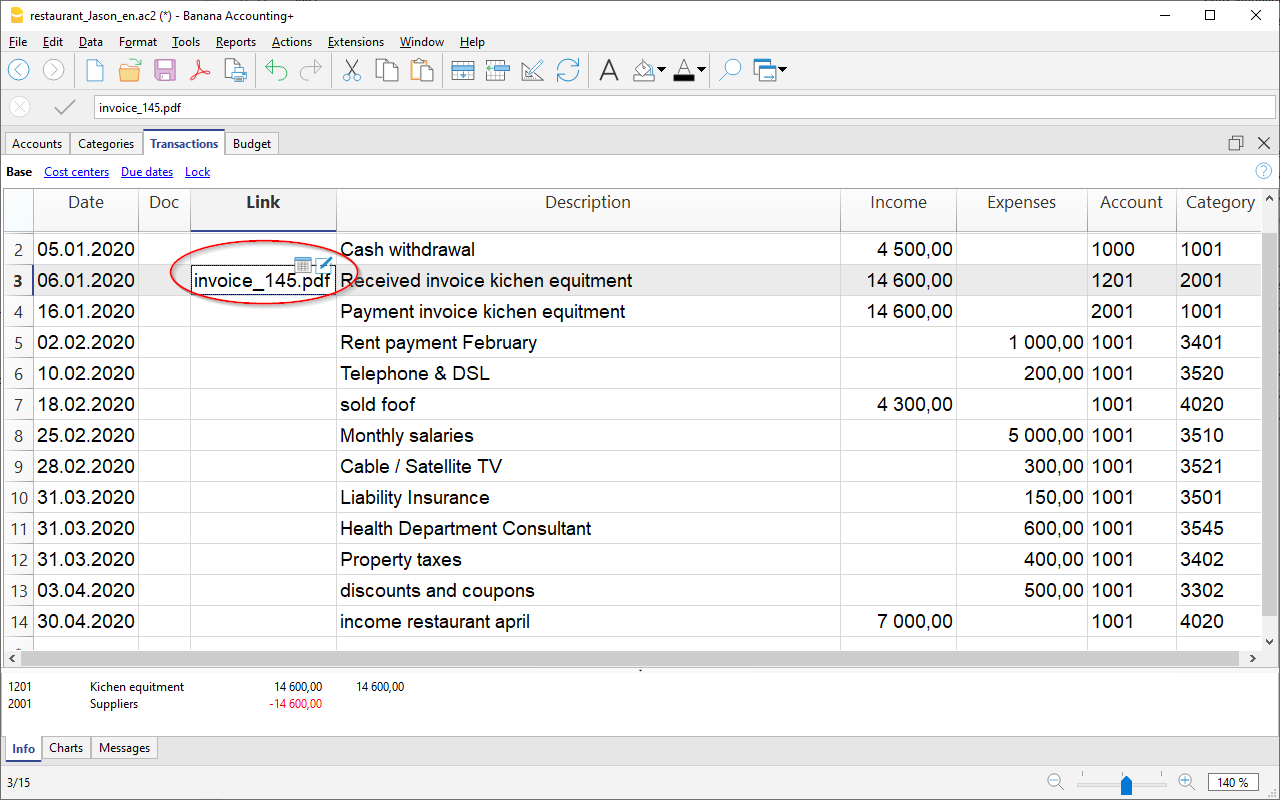 restaurant_Jason_en.ac2 (*) - Banana Accounting+
File Edit Data Format Tools Reports Actions Extensions Window Help
invoice_145.pdf
Accounts Categories Transactions Budget
Base Cost centers Due dates Lock
Date Doc Link Description Income Expenses Account Category
2 05.01.2020 Cash withdrawal 4 500,00 1000 1001
3 06.01.2020 invoice_145.pdf Received invoice kichen equitment 14 600,00 1201 2001
4 16.01.2020 Payment invoice kichen equitment 14 600,00 2001 1001
5 02.02.2020 Rent payment February 1 000,00 1001 3401
6 10.02.2020 Telephone & DSL 200,00 1001 3520
7 18.02.2020 sold foof 4 300,00 1001 4020
8 25.02.2020 Monthly salaries 5 000,00 1001 3510
9 28.02.2020 Cable / Satellite TV 300,00 1001 3521
10 31.03.2020 Liability Insurance 150,00 1001 3501
11 31.03.2020 Health Department Consultant 600,00 1001 3545
12 31.03.2020 Property taxes 400,00 1001 3402
13 03.04.2020 discounts and coupons 500,00 1001 3302
14 30.04.2020 income restaurant april 7 000,00 1001 4020
1201 Kichen equitment 14 600,00 14 600,00
2001 Suppliers -14 600,00
Info Charts Messages
3/15 140 %